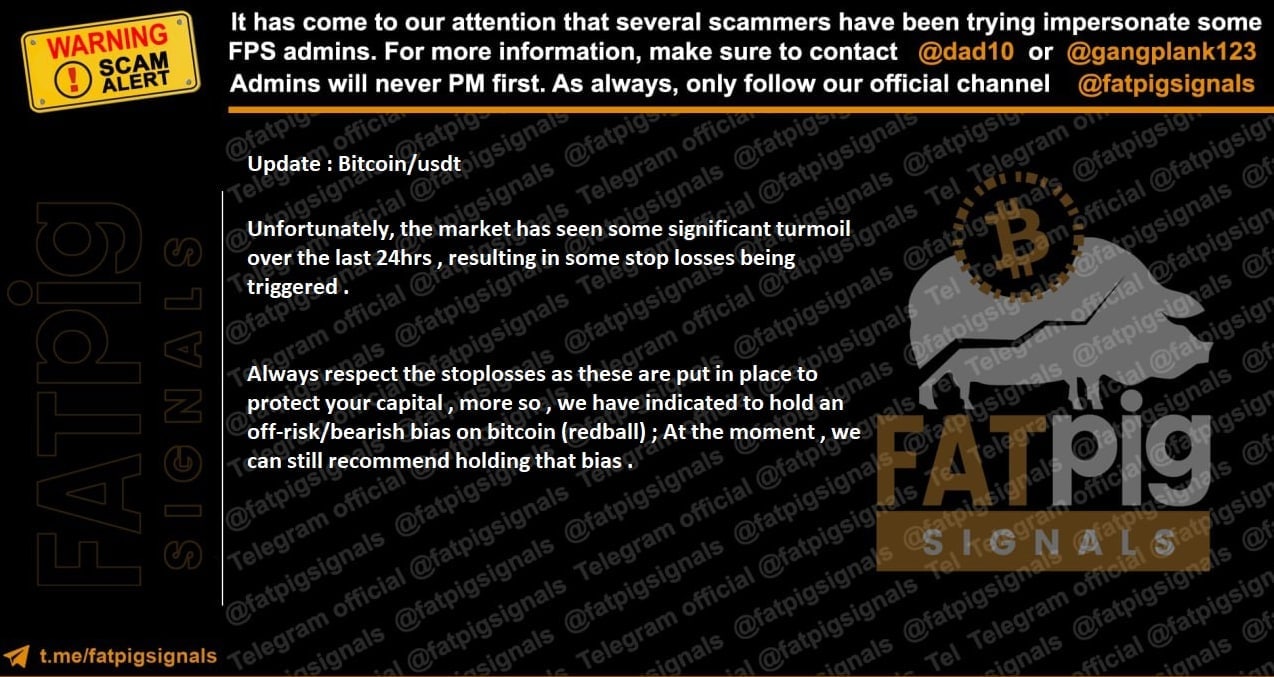 WARNING
SCAM
ALERT
It has come to our attention that several scammers have been trying impersonate some
FPS admins. For more information, make sure to contact @dad10 or @gangplank123
Admins will never PM first. As always, only follow our official channel @fatpigsignals
Update : Bitcoin/usdt
Unfortunately, the market has seen some significant turmoil
over the last 24hrs , resulting in some stop losses being
triggered .
Always respect the stoplosses as these are put in place to
protect your capital , more so , we have indicated to hold an
off-risk/bearish bias on bitcoin (redball) ; At the moment , we
can still recommend holding that bias .
FATpig
SIGNALS
FATpig
SIGNALS
t.me/fatpigsignals
Telegram official @fatpigsignals